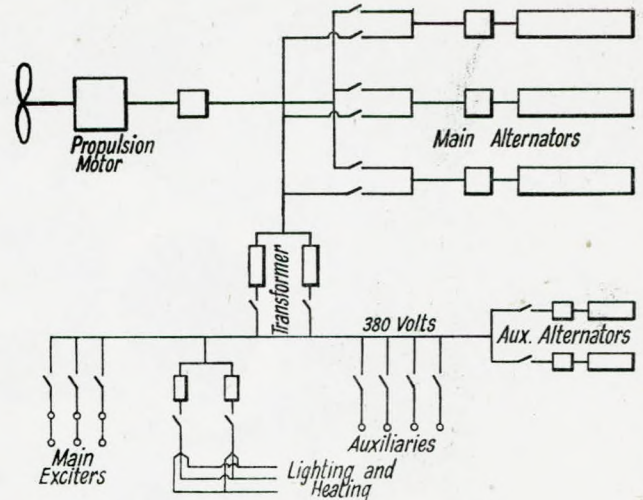 Propulsion
Motor
Main Alternators
Transformer
380 Volts
Aux. Alternators
Main
Exciters
Auxiliaries
Lighting and
Heating